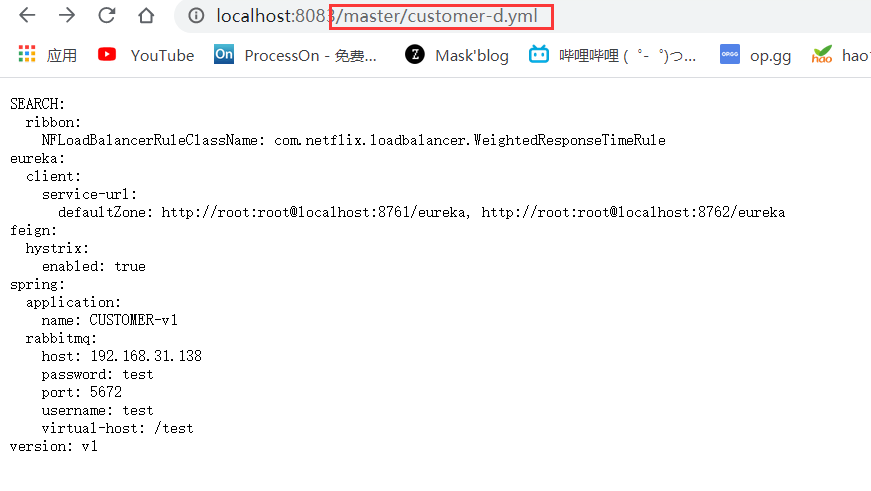 localhost:8083/master/customer-d.yml
应用 YouTube On ProcessOn - 免费... Z Mask'blog 哔哩哔哩 ( ゜- ゜)つ... OPGG op.gg hao hao
SEARCH:
  ribbon:
    NFLoadBalancerRuleClassName: com.netflix.loadbalancer.WeightedResponseTimeRule
eureka:
  client:
    service-url:
      defaultZone: http://root:root@localhost:8761/eureka, http://root:root@localhost:8762/eureka
feign:
  hystrix:
    enabled: true
spring:
  application:
    name: CUSTOMER-v1
  rabbitmq:
    host: 192.168.31.138
    password: test
    port: 5672
    username: test
    virtual-host: /test
version: v1